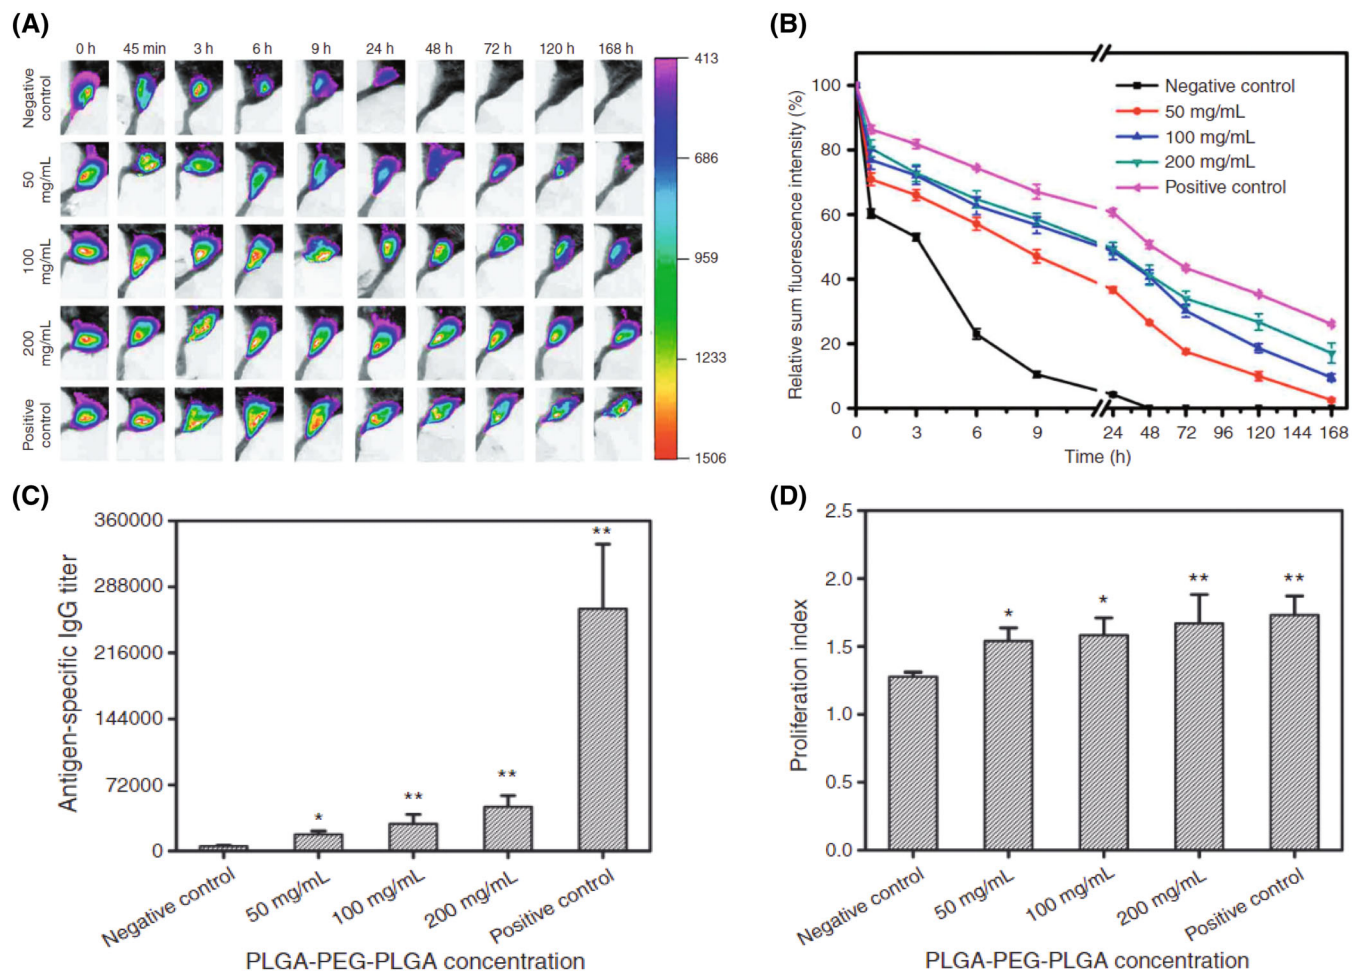 (A)
0 h 45 min 3 h 6 h 9 h 24 h 48 h 72 h 120 h 168 h
Negative
control
50
mg/mL
100
mg/mL
200
mg/mL
Positive
control
413
686
959
1233
1506
(B)
Relative sum fluorescence intensity (%)
100
80
60
40
20
0
Negative control
50 mg/mL
100 mg/mL
200 mg/mL
Positive control
0 3 6 9 24 48 72 96 120 144 168
Time (h)
(C)
Antigen-specific IgG titer
360000
288000
216000
144000
72000
0
*
**
**
**
Negative control
50 mg/mL
100 mg/mL
200 mg/mL
Positive control
PLGA-PEG-PLGA concentration
(D)
Proliferation index
2.5
2.0
1.5
1.0
0.5
0.0
*
*
**
**
Negative control
50 mg/mL
100 mg/mL
200 mg/mL
Positive control
PLGA-PEG-PLGA concentration